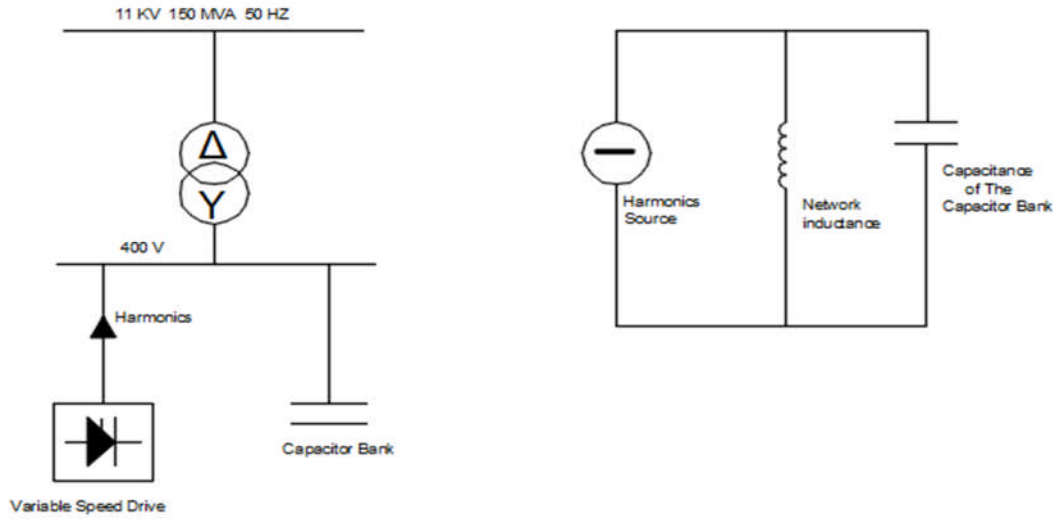 11 KV 150 MVA 50 HZ
Δ
Y
400 V
Harmonics
Capacitor Bank
Variable Speed Drive
Harmonics
Source
Network
inductance
Capacitance
of The
Capacitor Bank